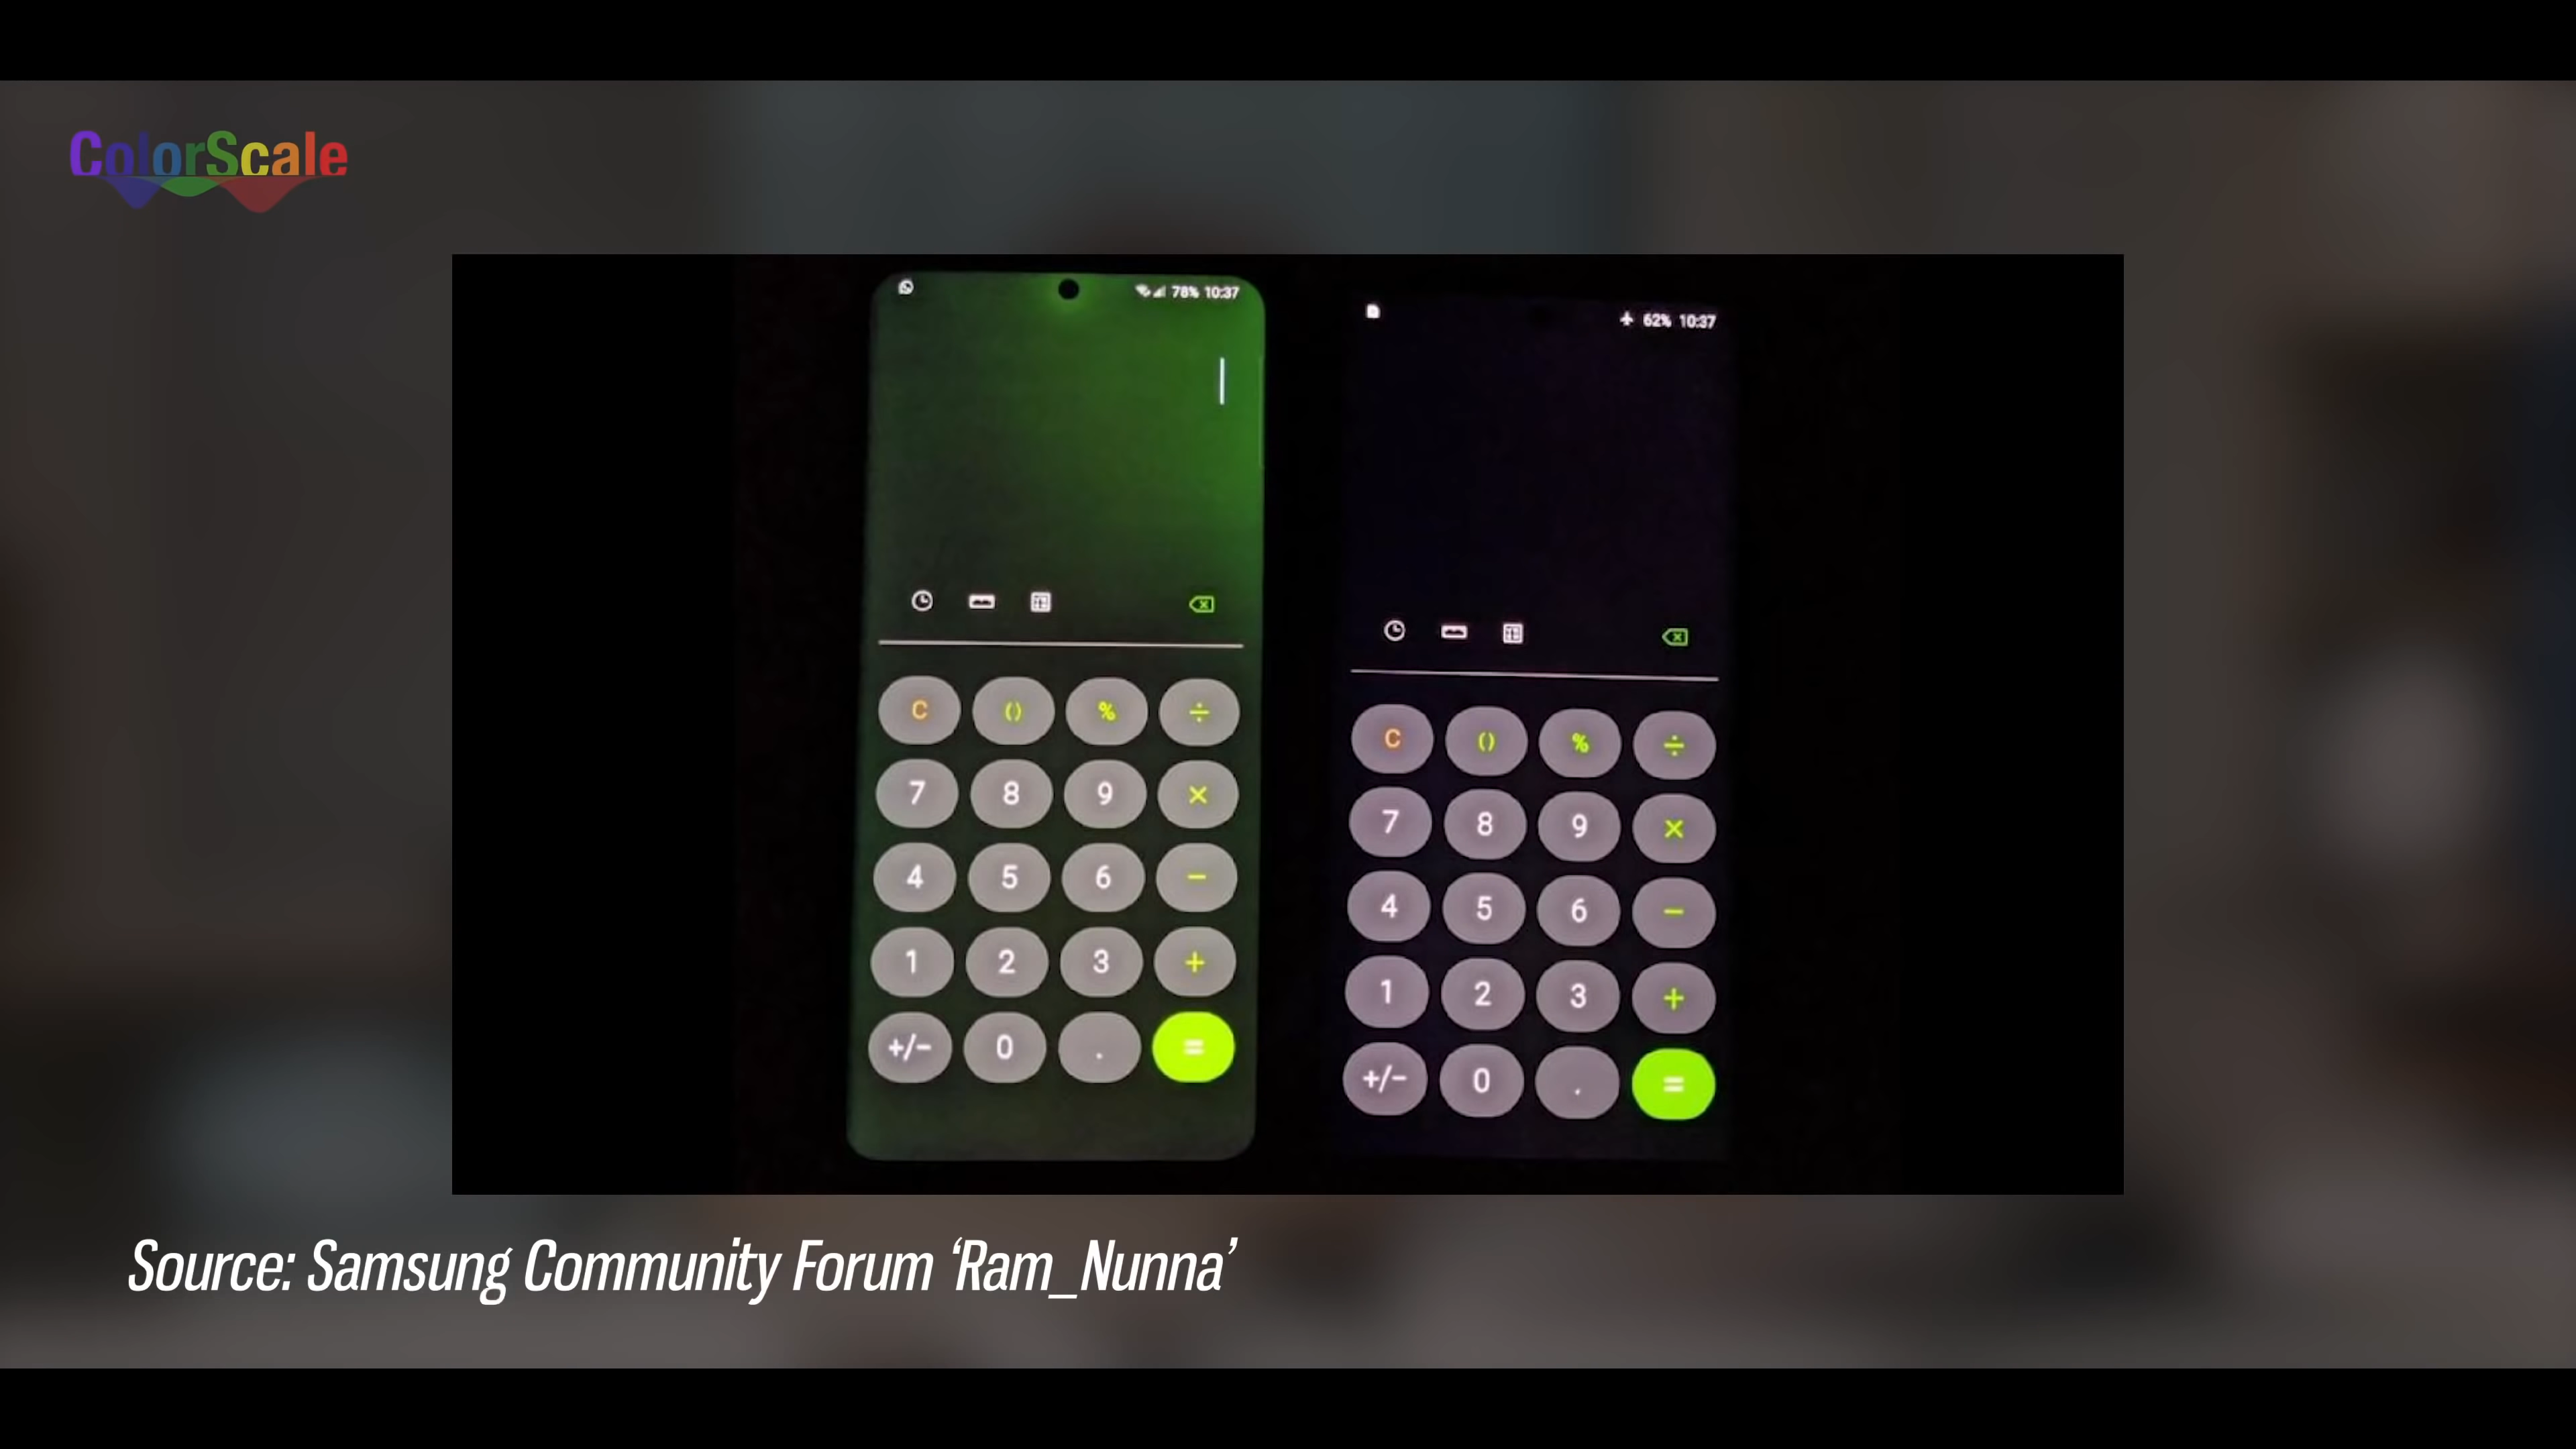 ColorScale
78% 10:37
62% 10:37
C () % ÷
7 8 9 ×
4 5 6 −
1 2 3 +
+/− 0 . =
C () % ÷
7 8 9 ×
4 5 6 −
1 2 3 +
+/− 0 . =
Source: Samsung Community Forum ‘Ram_Nunna’